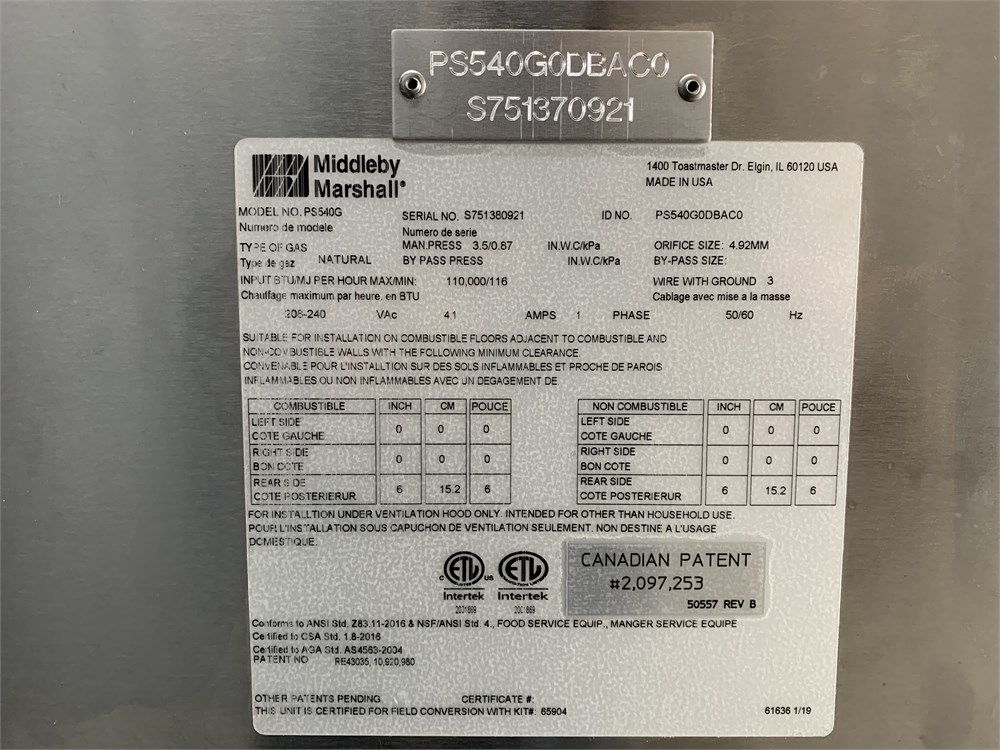 PS540G0DBAC0
S751370921
Middleby
Marshall®
1400 Toastmaster Dr. Elgin, IL 60120 USA
MADE IN USA
MODEL NO. PS540G SERIAL NO. S751380921 ID NO. PS540G0DBAC0
Numero de modele Numero de serie
TYPE OF GAS MAN.PRESS 3.5/0.87 IN.W.C/kPa ORIFICE SIZE: 4.92MM
Type de gaz NATURAL BY PASS PRESS IN.W.C/kPa BY-PASS SIZE:
INPUT BTU/MJ PER HOUR MAX/MIN: 110,000/116 WIRE WITH GROUND 3
Chauffage maximum par heure. en BTU Cablage avec mise a la masse
208-240 VAc 4.1 AMPS 1 PHASE 50/60 Hz
SUITABLE FOR INSTALLATION ON COMBUSTIBLE FLOORS ADJACENT TO COMBUSTIBLE AND
NON-COMBUSTIBLE WALLS WITH THE FOLLOWING MINIMUM CLEARANCE
CONVENABLE POUR L'INSTALLTION SUR DES SOLS INFLAMMABLES ET PROCHE DE PAROIS
INFLAMMABLES OU NON INFLAMMABLES AVEC UN DEGAGEMENT DE
COMBUSTIBLE INCH CM POUCE
LEFT SIDE
COTE GAUCHE 0 0 0
RIGHT SIDE
BON COTE 0 0 0
REAR SIDE
COTE POSTERIERUR 6 15.2 6
NON COMBUSTIBLE INCH CM POUCE
LEFT SIDE
COTE GAUCHE 0 0 0
RIGHT SIDE
BON COTE 0 0 0
REAR SIDE
COTE POSTERIERUR 6 15.2 6
FOR INSTALLTION UNDER VENTILATION HOOD ONLY. INTENDED FOR OTHER THAN HOUSEHOLD USE.
POUR L'INSTALLATION SOUS CAPUCHON DE VENTILATION SEULEMENT. NON DESTINE A L'USAGE
DOMESTIQUE.
C ETL US ETL
Intertek Intertek
2001869 2001869
CANADIAN PATENT
#2,097,253
50557 REV B
Conforms to ANSI Std. Z83.11-2016 & NSF/ANSI Std. 4., FOOD SERVICE EQUIP., MANGER SERVICE EQUIPE
Certified to CSA Std. 1.8-2016
Certified to AGA Std. AS4563-2004
PATENT NO RE43035, 10,920,980
OTHER PATENTS PENDING CERTIFICATE #:
THIS UNIT IS CERTIFIED FOR FIELD CONVERSION WITH KIT#: 65904
61636 1/19